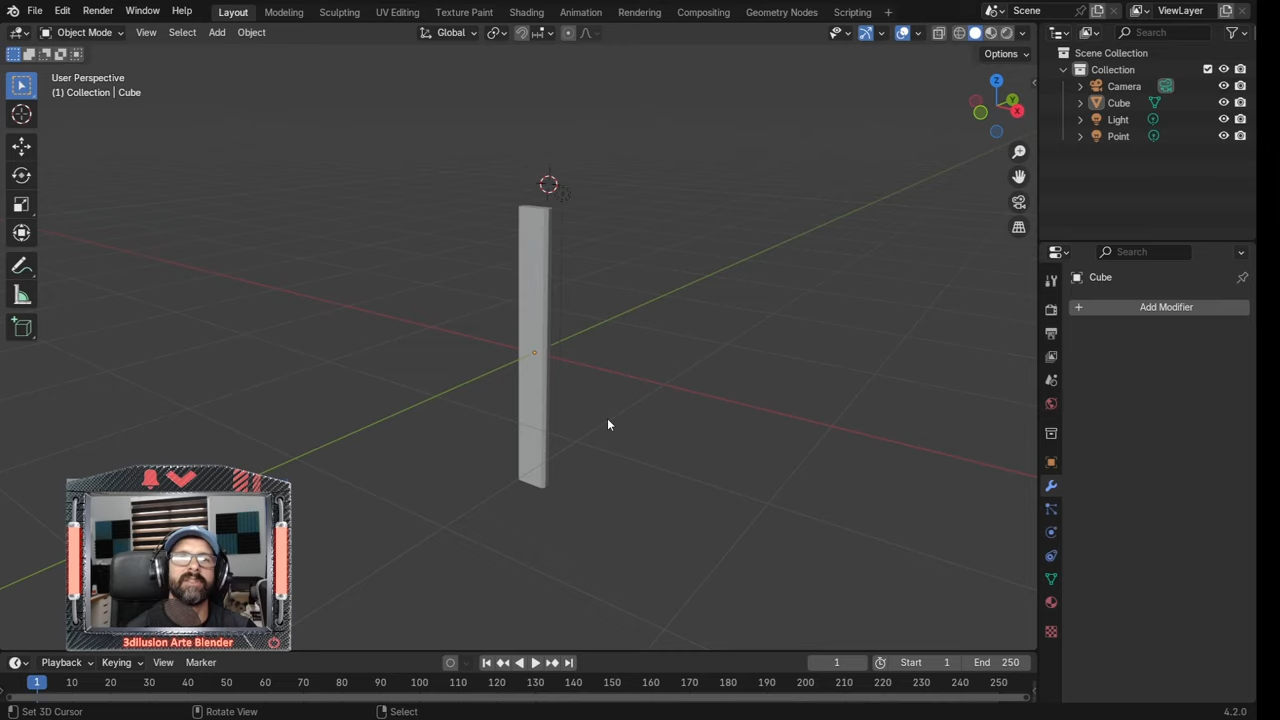 File Edit Render Window Help Layout Modeling Sculpting UV Editing Texture Paint Shading Animation Rendering Compositing Geometry Nodes Scripting + Scene ViewLayer
Object Mode View Select Add Object Global Search
Options
Scene Collection
Collection
Camera
Cube
Light
Point
User Perspective
(1) Collection | Cube
Z
Y
X
Search
Cube
+ Add Modifier
3dilusion Arte Blender
Playback Keying View Marker 1 Start 1 End 250
1 10 20 30 40 50 60 70 80 90 100 110 120 130 140 150 160 170 180 190 200 210 220 230 240 250
Set 3D Cursor Rotate View Select 4.2.0